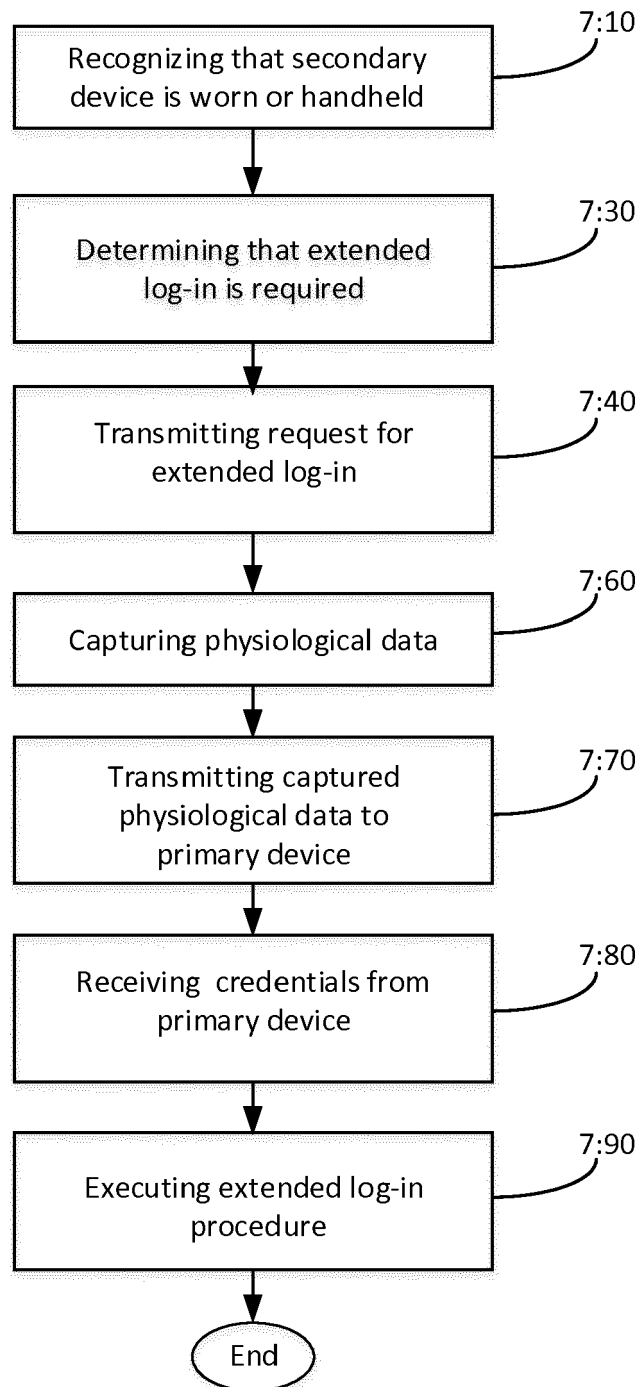 7:10
Recognizing that secondary
device is worn or handheld
7:30
Determining that extended
log-in is required
7:40
Transmitting request for
extended log-in
7:60
Capturing physiological data
7:70
Transmitting captured
physiological data to
primary device
7:80
Receiving credentials from
primary device
7:90
Executing extended log-in
procedure
End